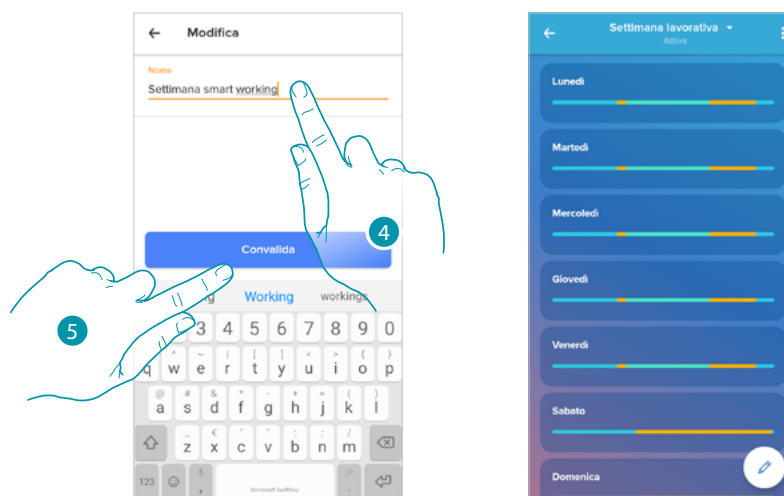 Modifica
Nome
Settimana smart working
4
Convalida
5
Working workings
3 4 5 6 7 8 9 0
q w e r t y u i o p
a s d f g h j k l
z x c v b n m
123 , .
Microsoft SwiftKey
Settimana lavorativa
Attiva
Lunedì
Martedì
Mercoledì
Giovedì
Venerdì
Sabato
Domenica